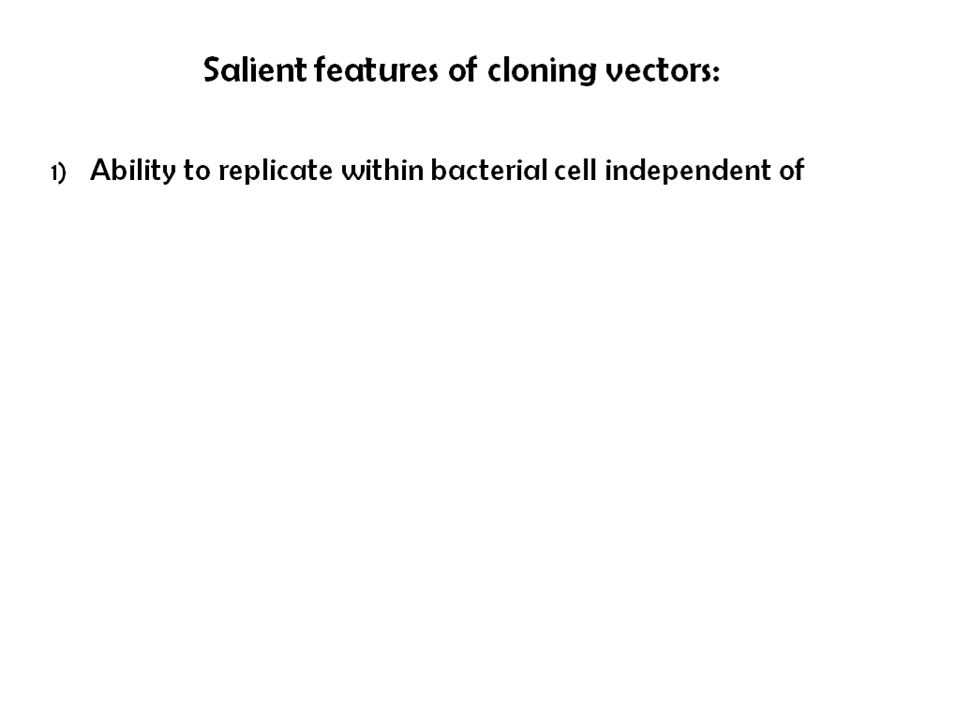 Salient features of cloning vectors:
1) Ability to replicate within bacterial cell independent of